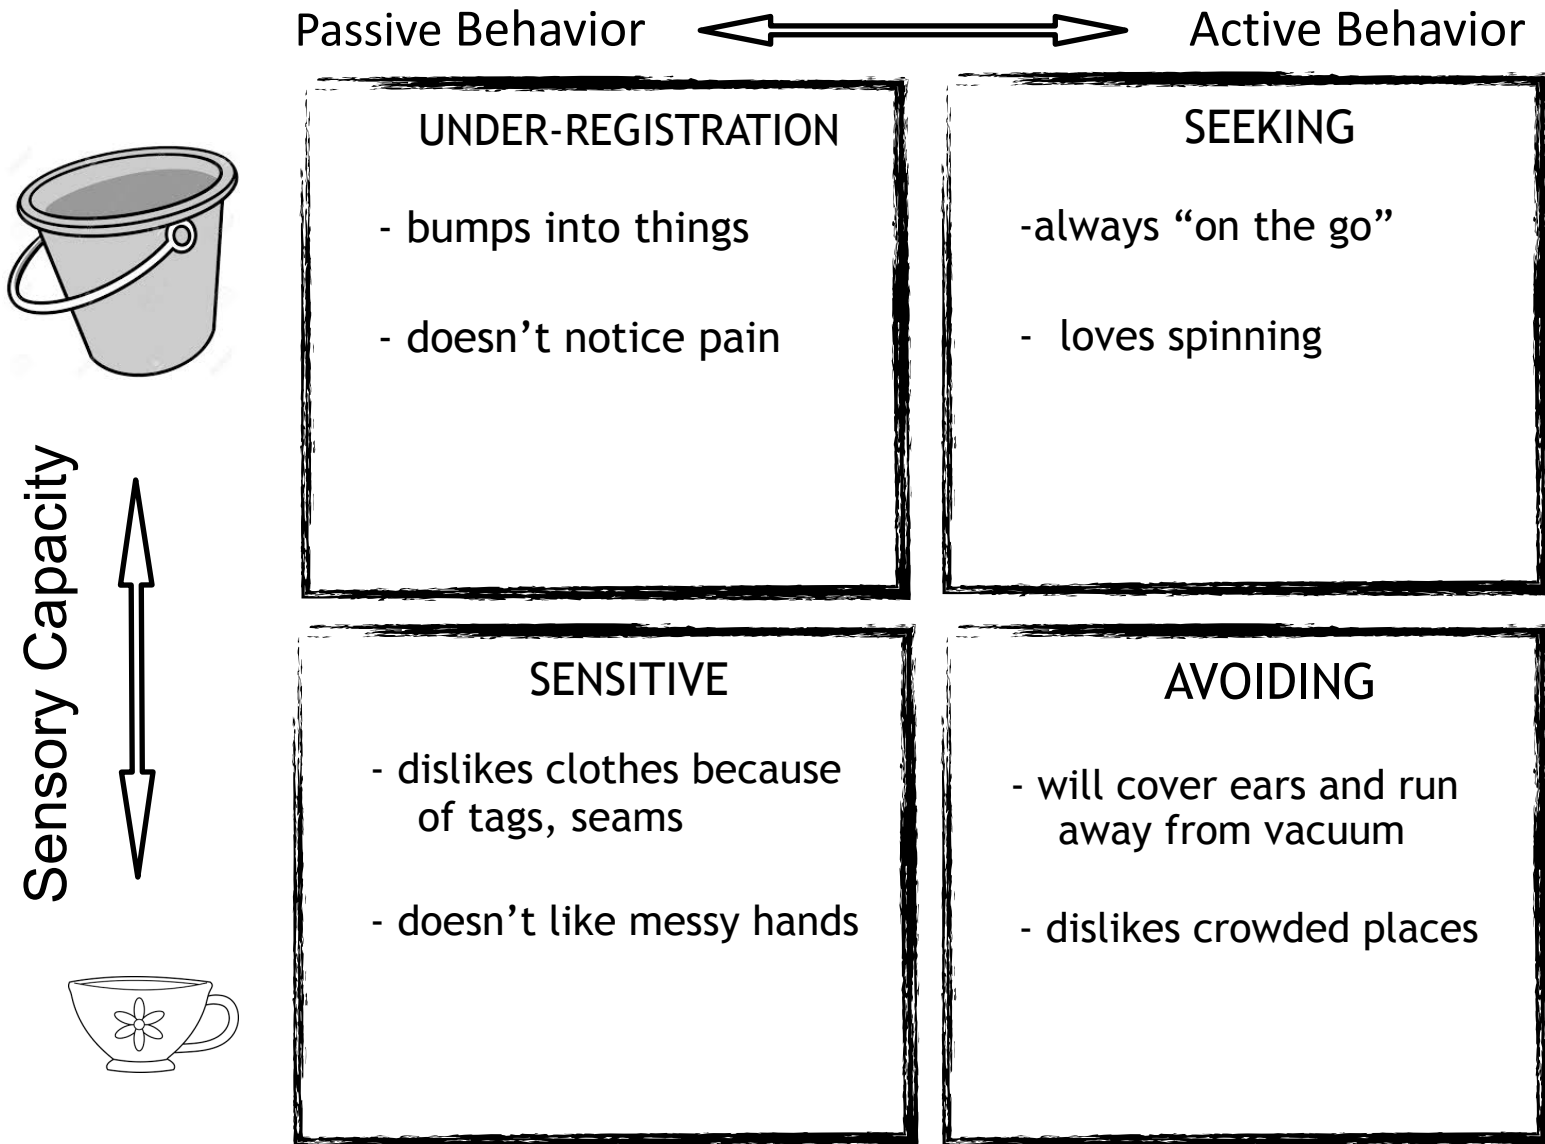 Passive Behavior
Active Behavior
UNDER-REGISTRATION
- bumps into things
- doesn’t notice pain
SEEKING
-always “on the go”
- loves spinning
Sensory Capacity
SENSITIVE
- dislikes clothes because
of tags, seams
- doesn’t like messy hands
AVOIDING
- will cover ears and run
away from vacuum
- dislikes crowded places